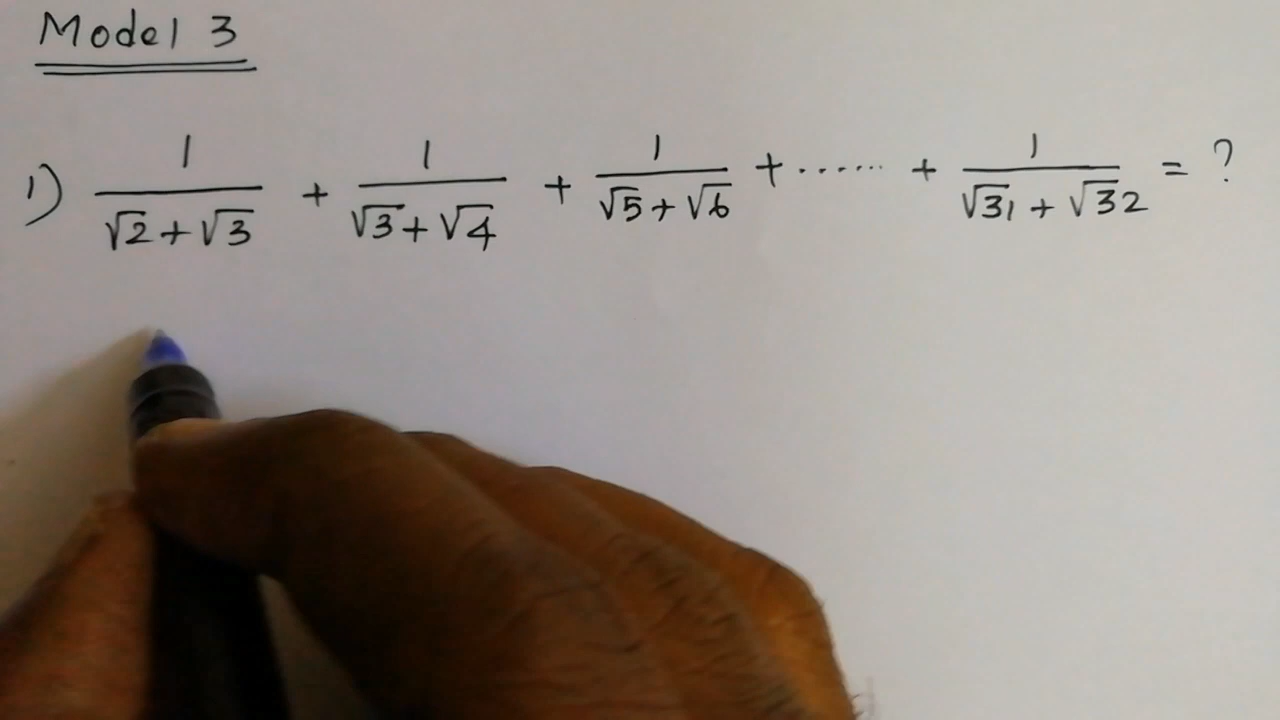 Model 3
1) 1/(√2+√3) + 1/(√3+√4) + 1/(√5+√6) + ...... + 1/(√31+√32) = ?